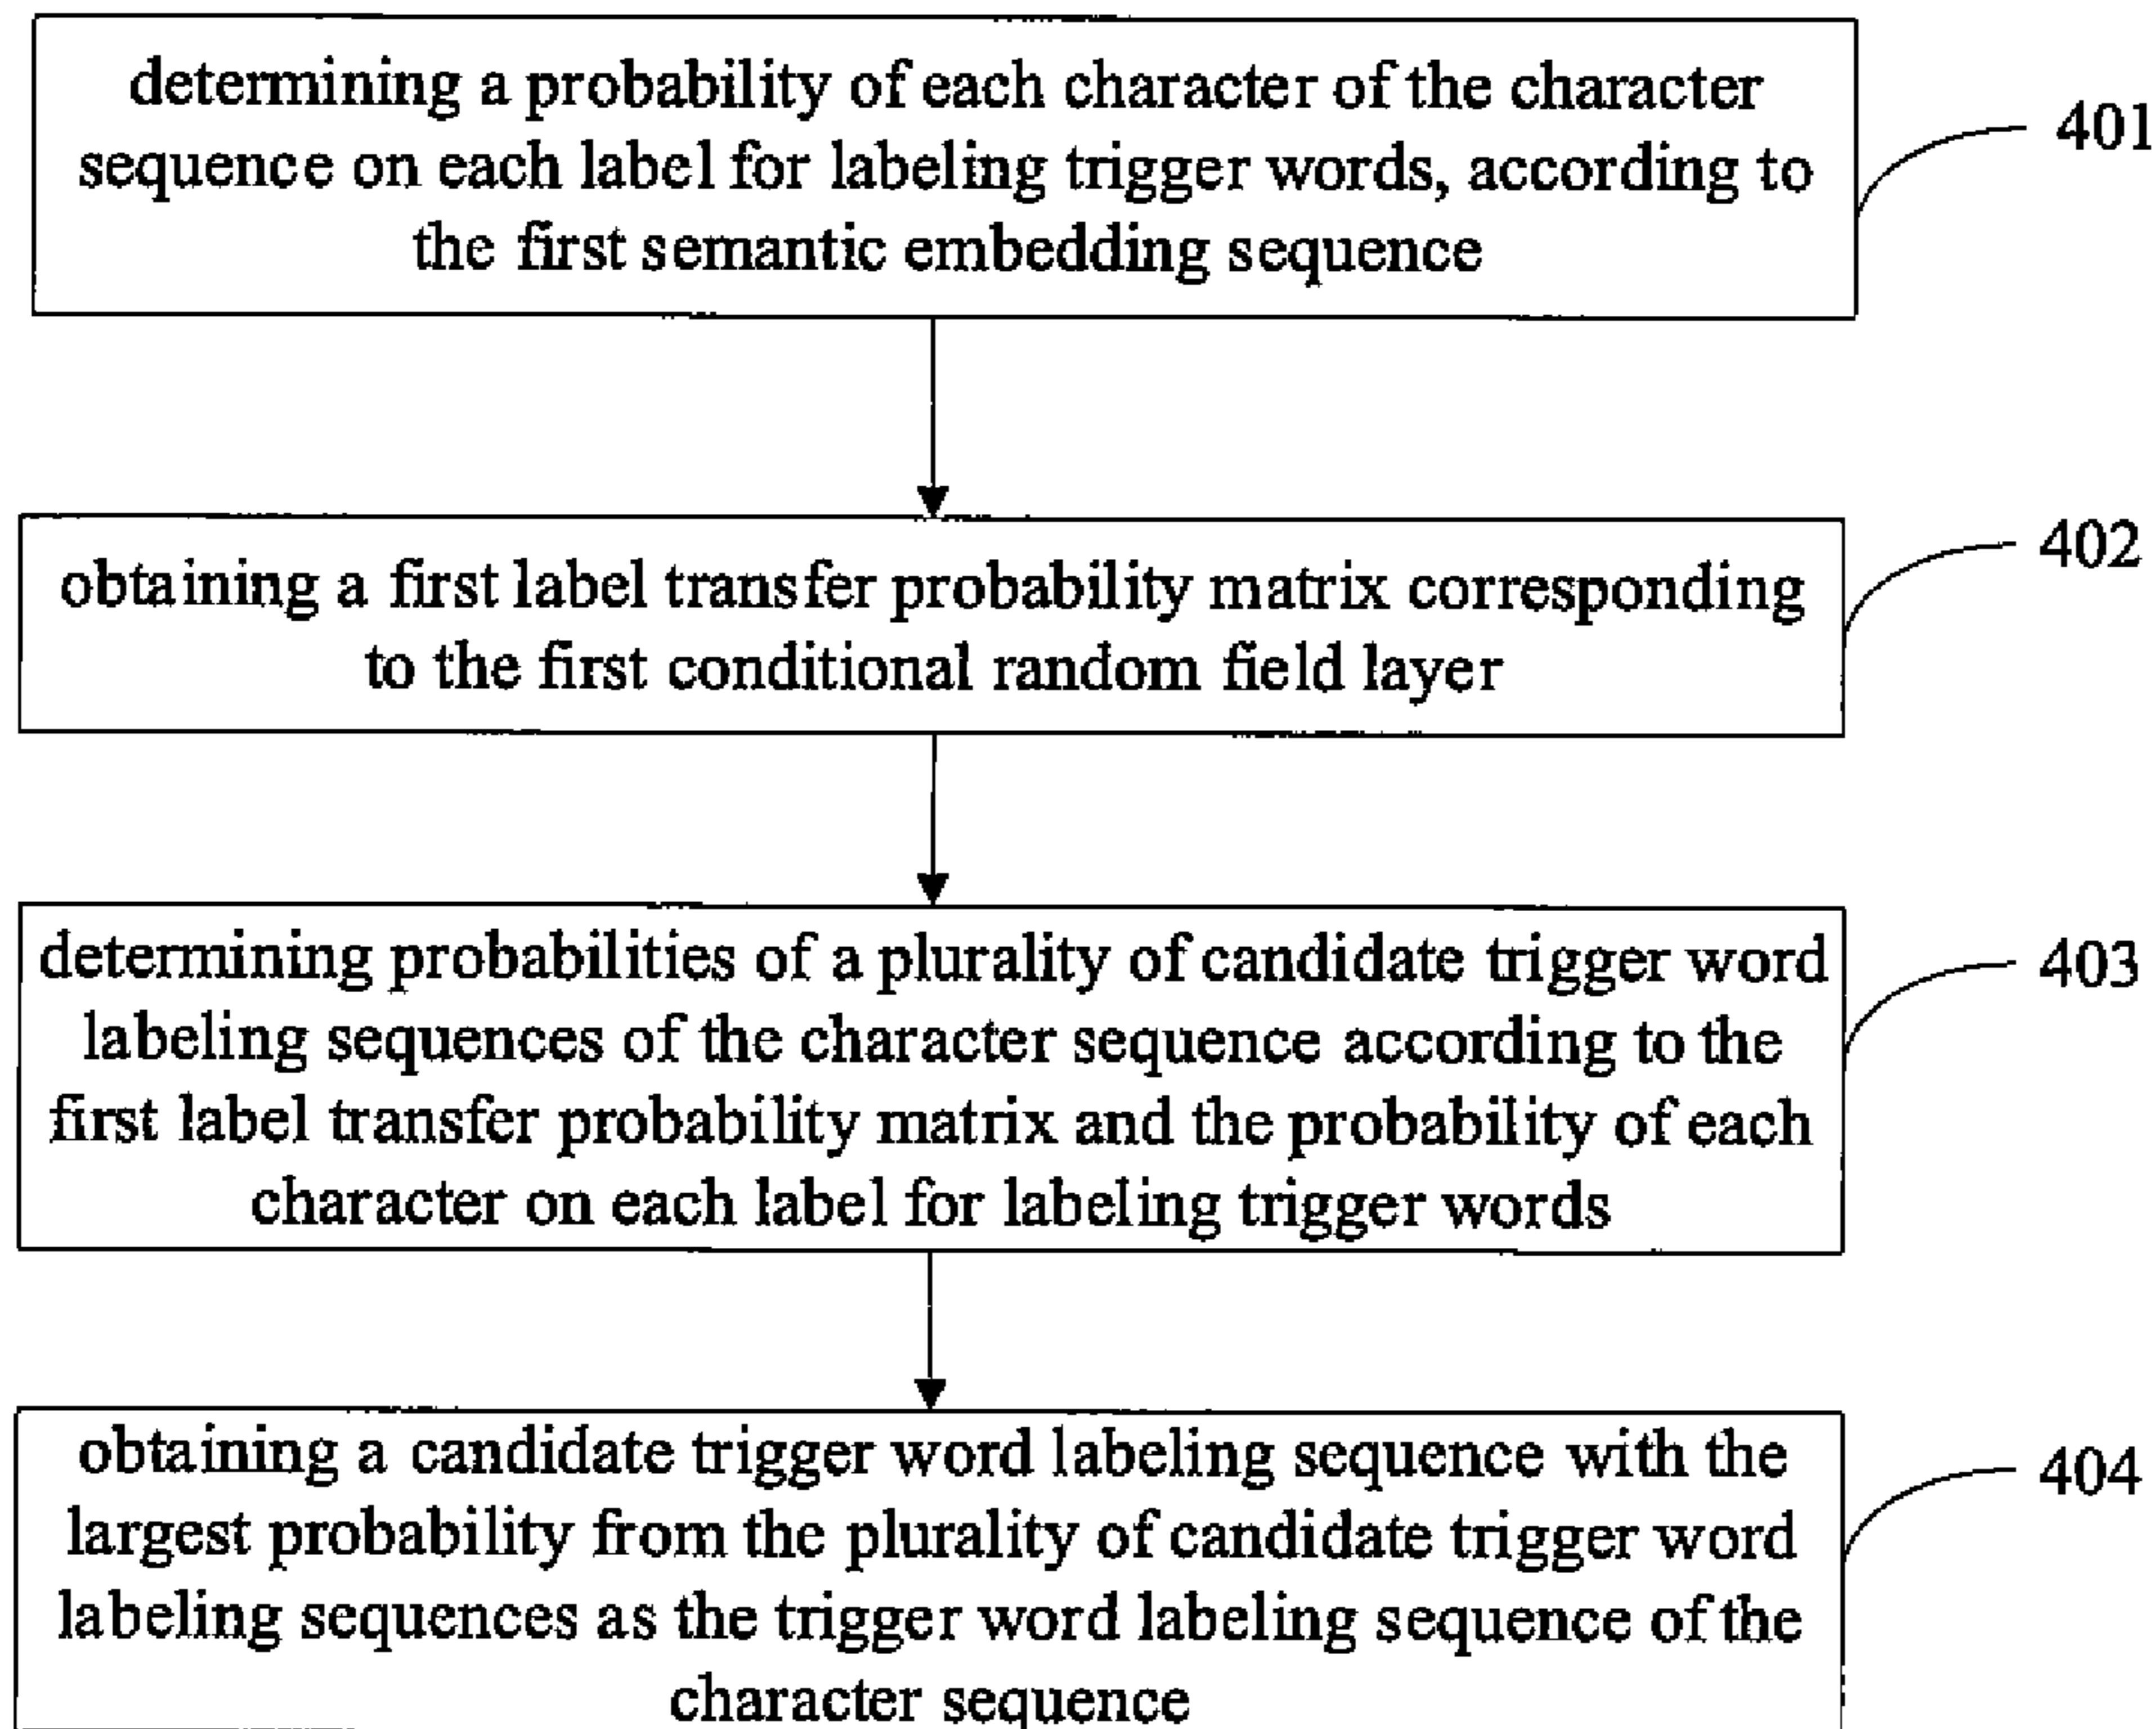 determining a probability of each character of the character
sequence on each label for labeling trigger words, according to
the first semantic embedding sequence
401
obtaining a first label transfer probability matrix corresponding
to the first conditional random field layer
402
determining probabilities of a plurality of candidate trigger word
labeling sequences of the character sequence according to the
first label transfer probability matrix and the probability of each
character on each label for labeling trigger words
403
obtaining a candidate trigger word labeling sequence with the
largest probability from the plurality of candidate trigger word
labeling sequences as the trigger word labeling sequence of the
character sequence
404